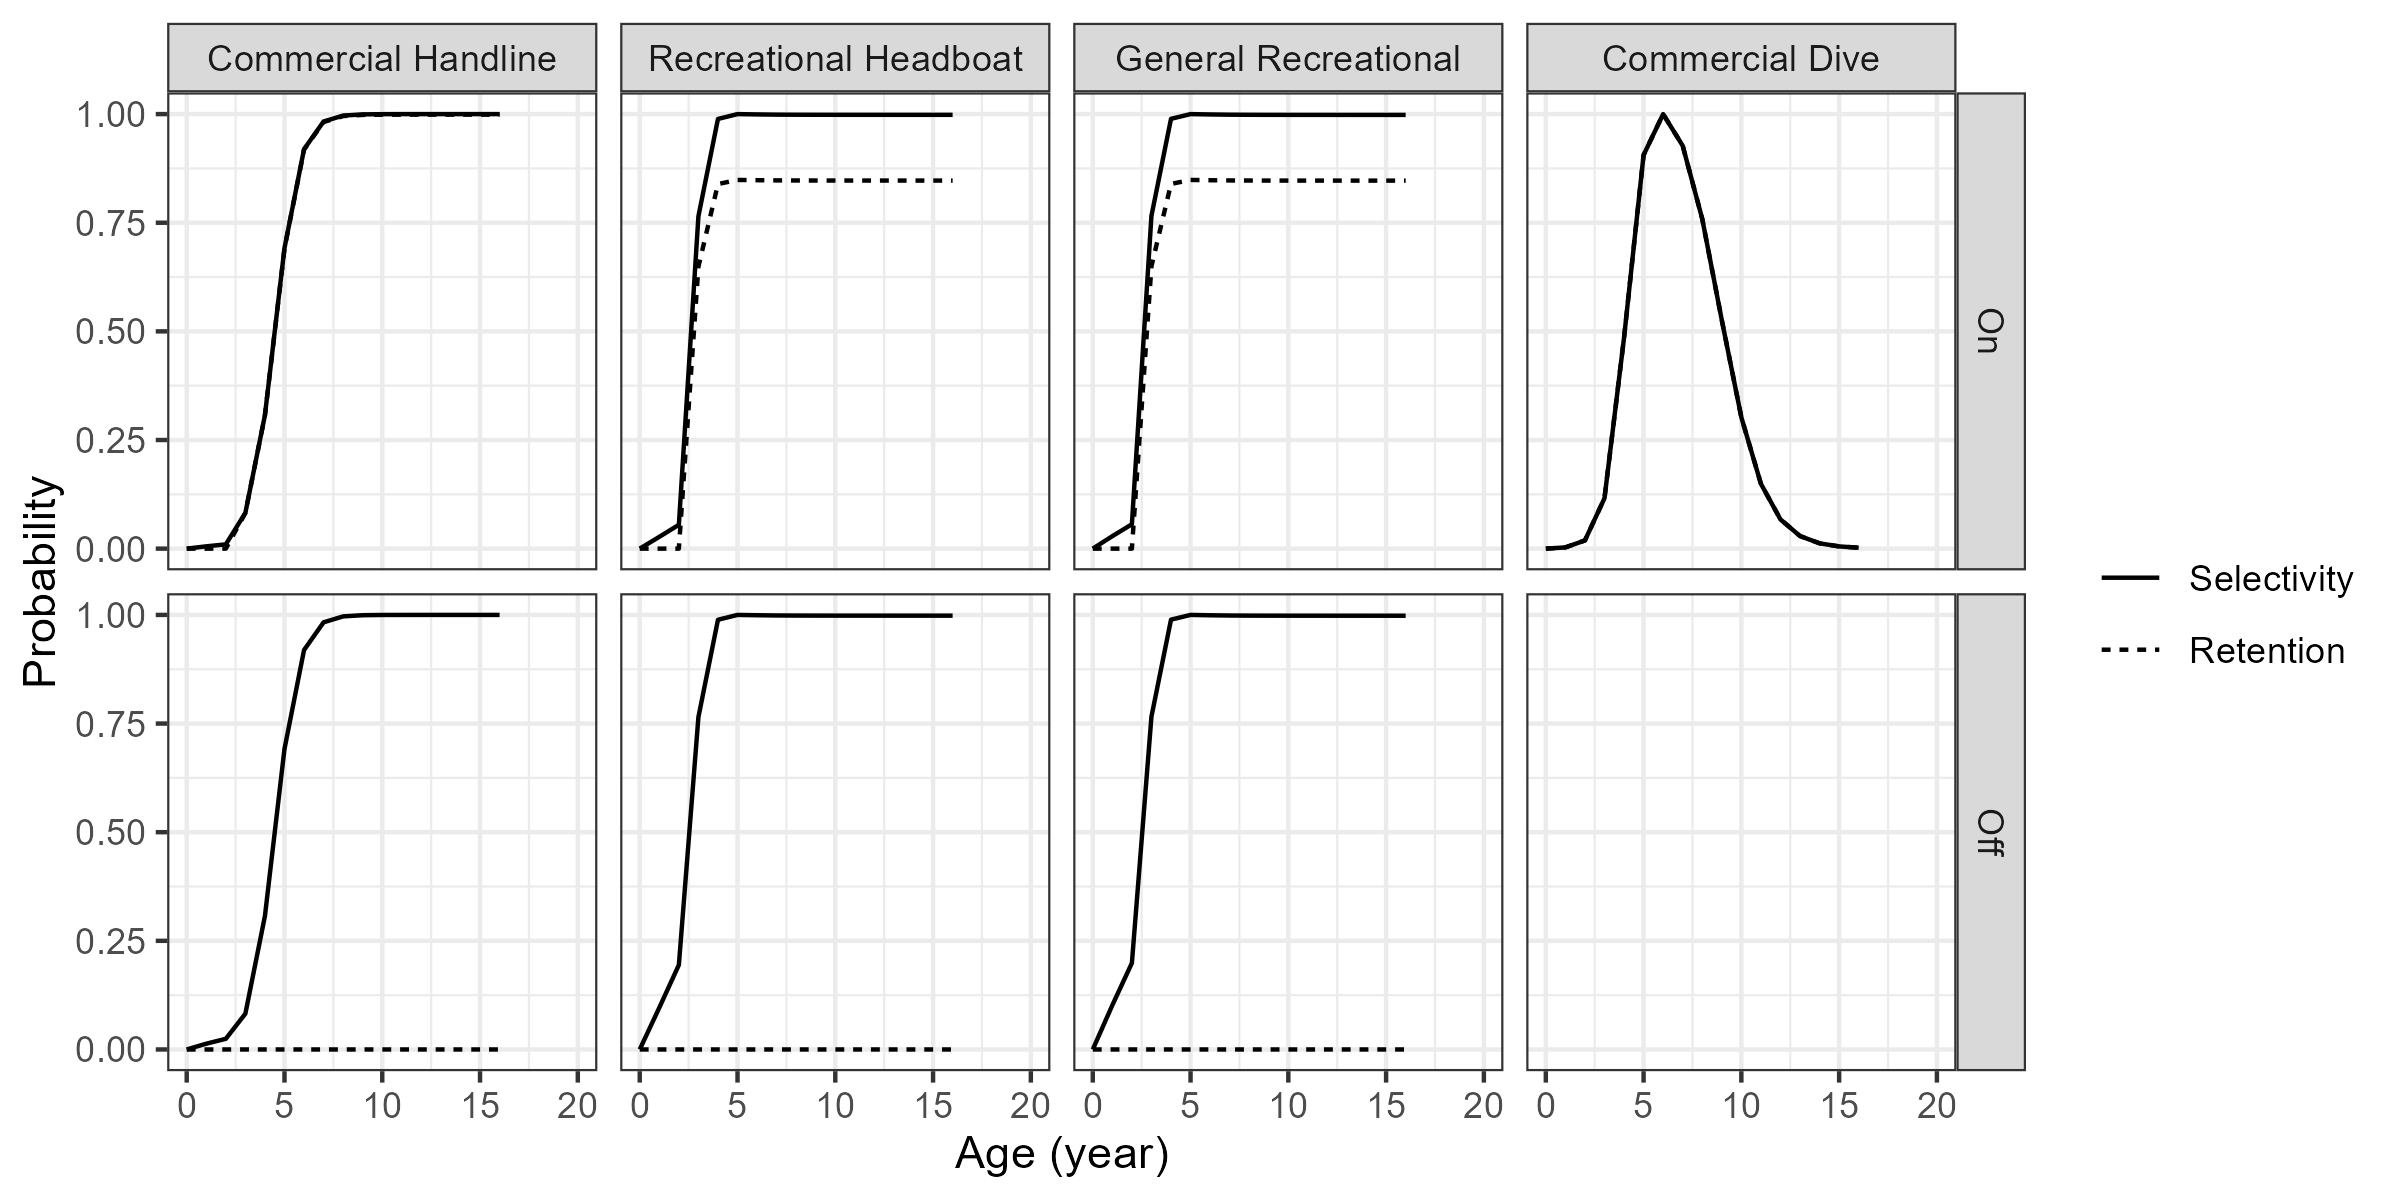 Commercial Handline
Recreational Headboat
General Recreational
Commercial Dive
1.00
0.75
0.50
0.25
0.00
On
1.00
0.75
0.50
0.25
0.00
Off
Probability
0 5 10 15 20
0 5 10 15 20
0 5 10 15 20
0 5 10 15 20
Age (year)
Selectivity
Retention